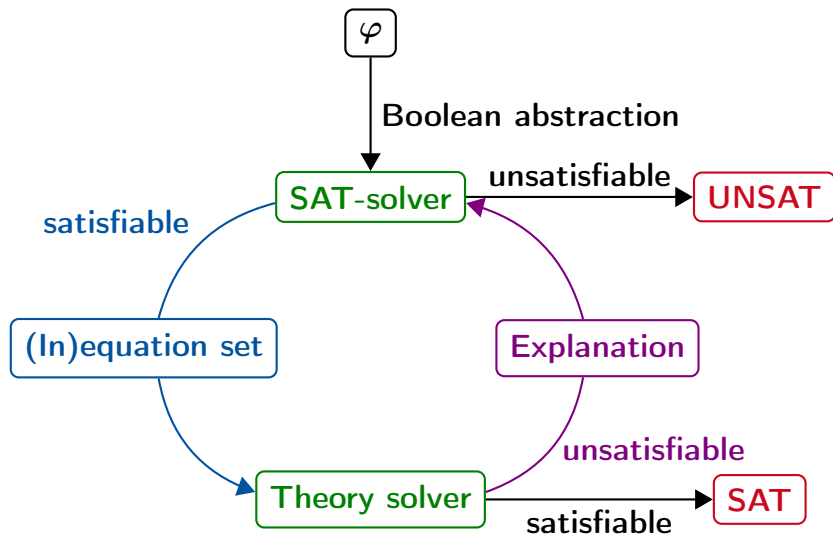 φ
Boolean abstraction
SAT-solver
unsatisfiable
UNSAT
satisfiable
(In)equation set
Explanation
unsatisfiable
Theory solver
satisfiable
SAT